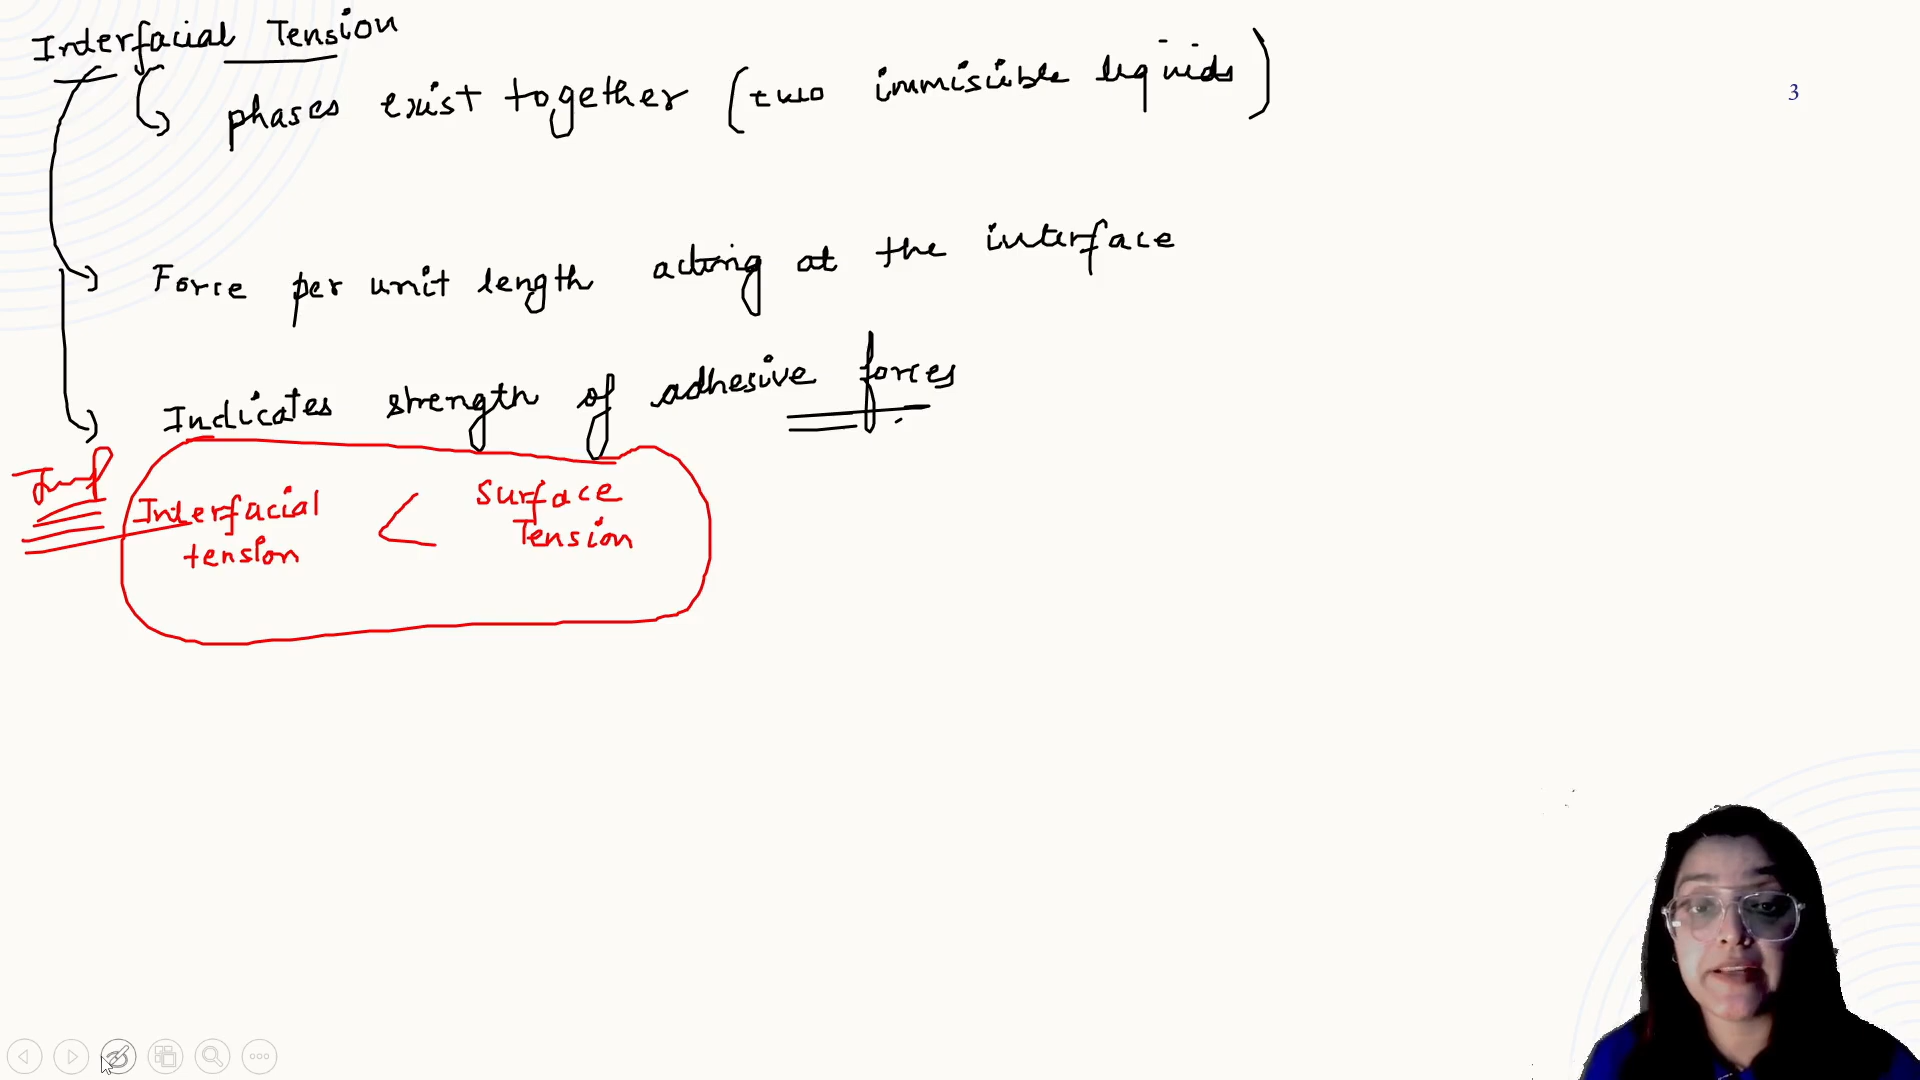 Interfacial Tension
phases exist together (two immiscible liquids)
3
Force per unit length acting at the interface
Indicates strength of adhesive forces
Imp
Interfacial tension < Surface Tension